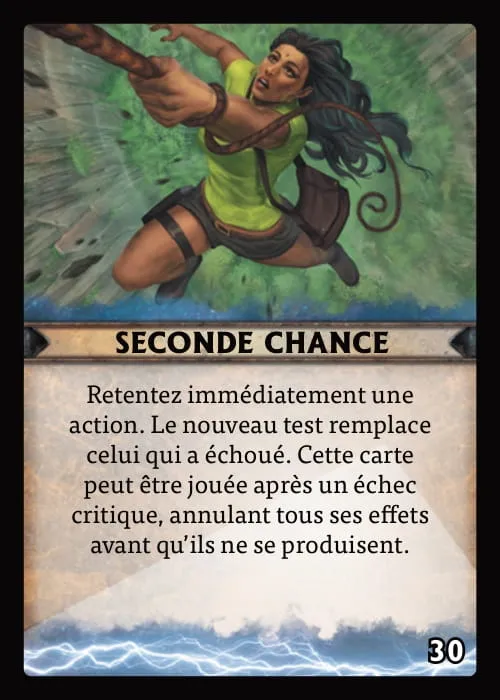 SECONDE CHANCE
Retentez immédiatement une
action. Le nouveau test remplace
celui qui a échoué. Cette carte
peut être jouée après un échec
critique, annulant tous ses effets
avant qu’ils ne se produisent.
30